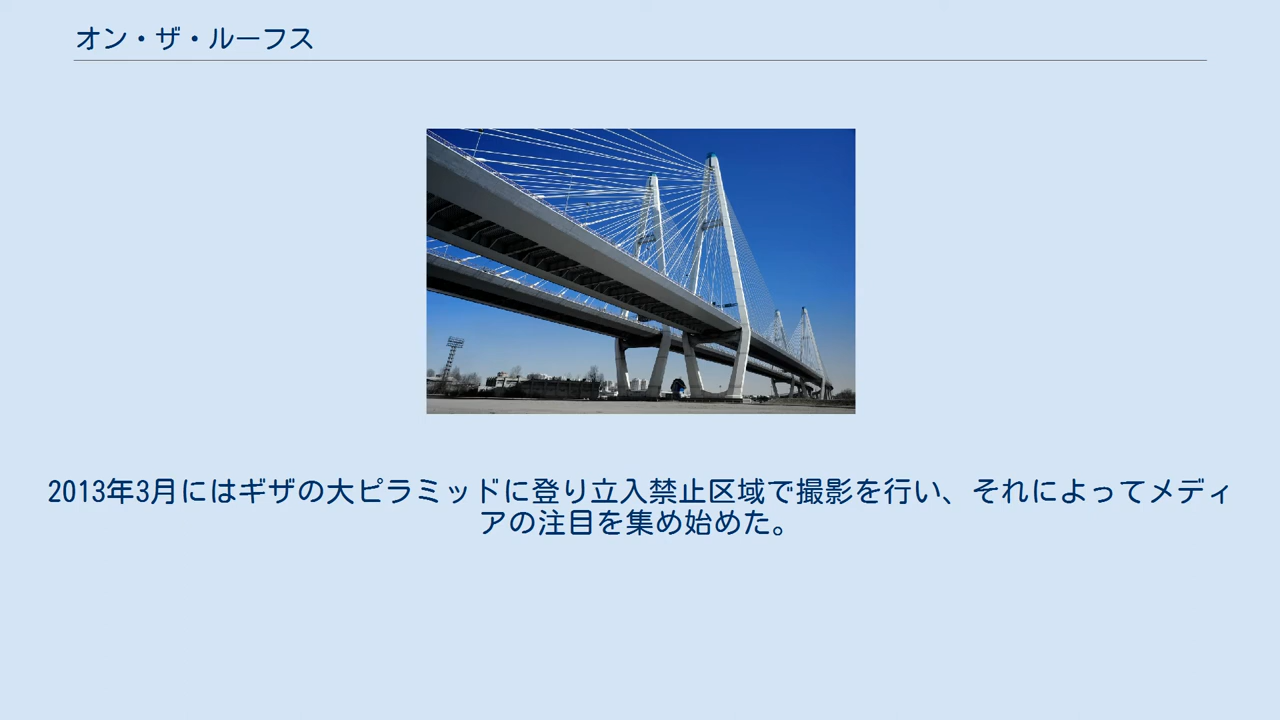 オン・ザ・ルーフス
2013年3月にはギザの大ピラミッドに登り立入禁止区域で撮影を行い、それによってメディ
アの注目を集め始めた。